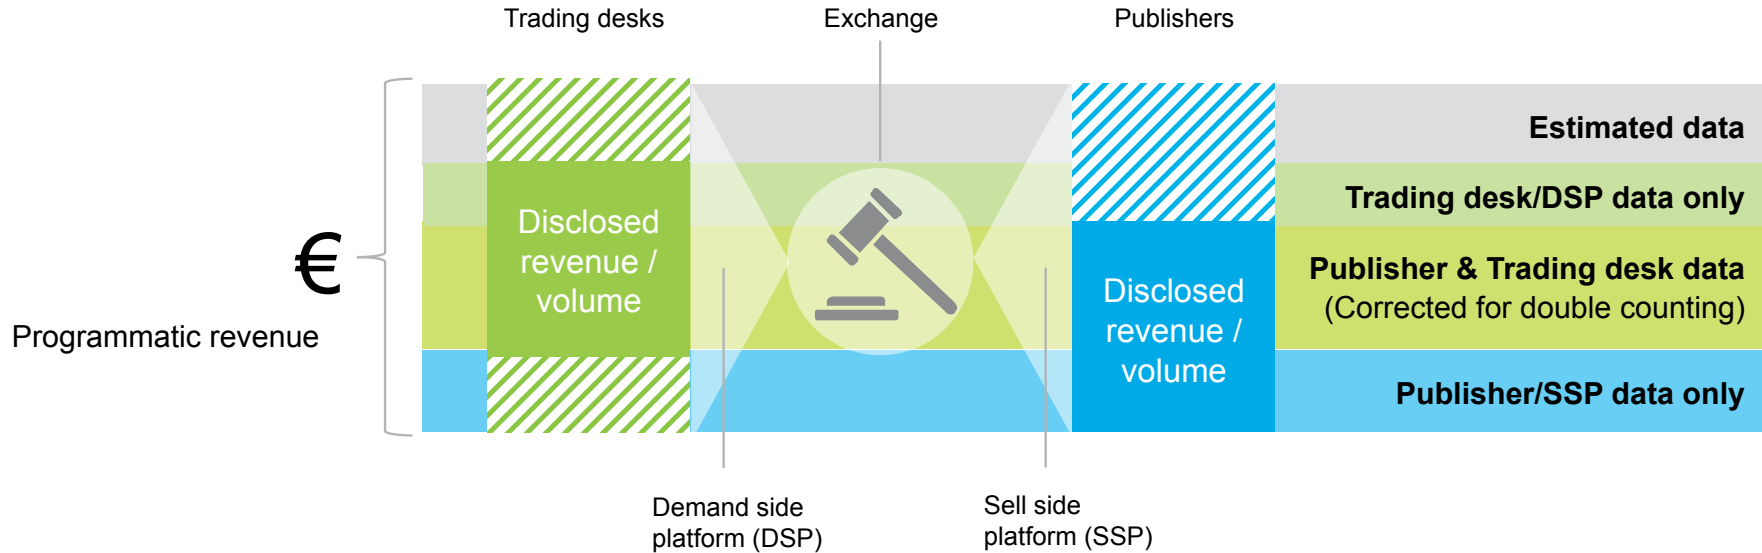 Trading desks
Exchange
Publishers
Estimated data
Trading desk/DSP data only
Disclosed
revenue /
volume
€
Programmatic revenue
Publisher & Trading desk data
(Corrected for double counting)
Disclosed
revenue /
volume
Publisher/SSP data only
Demand side
platform (DSP)
Sell side
platform (SSP)